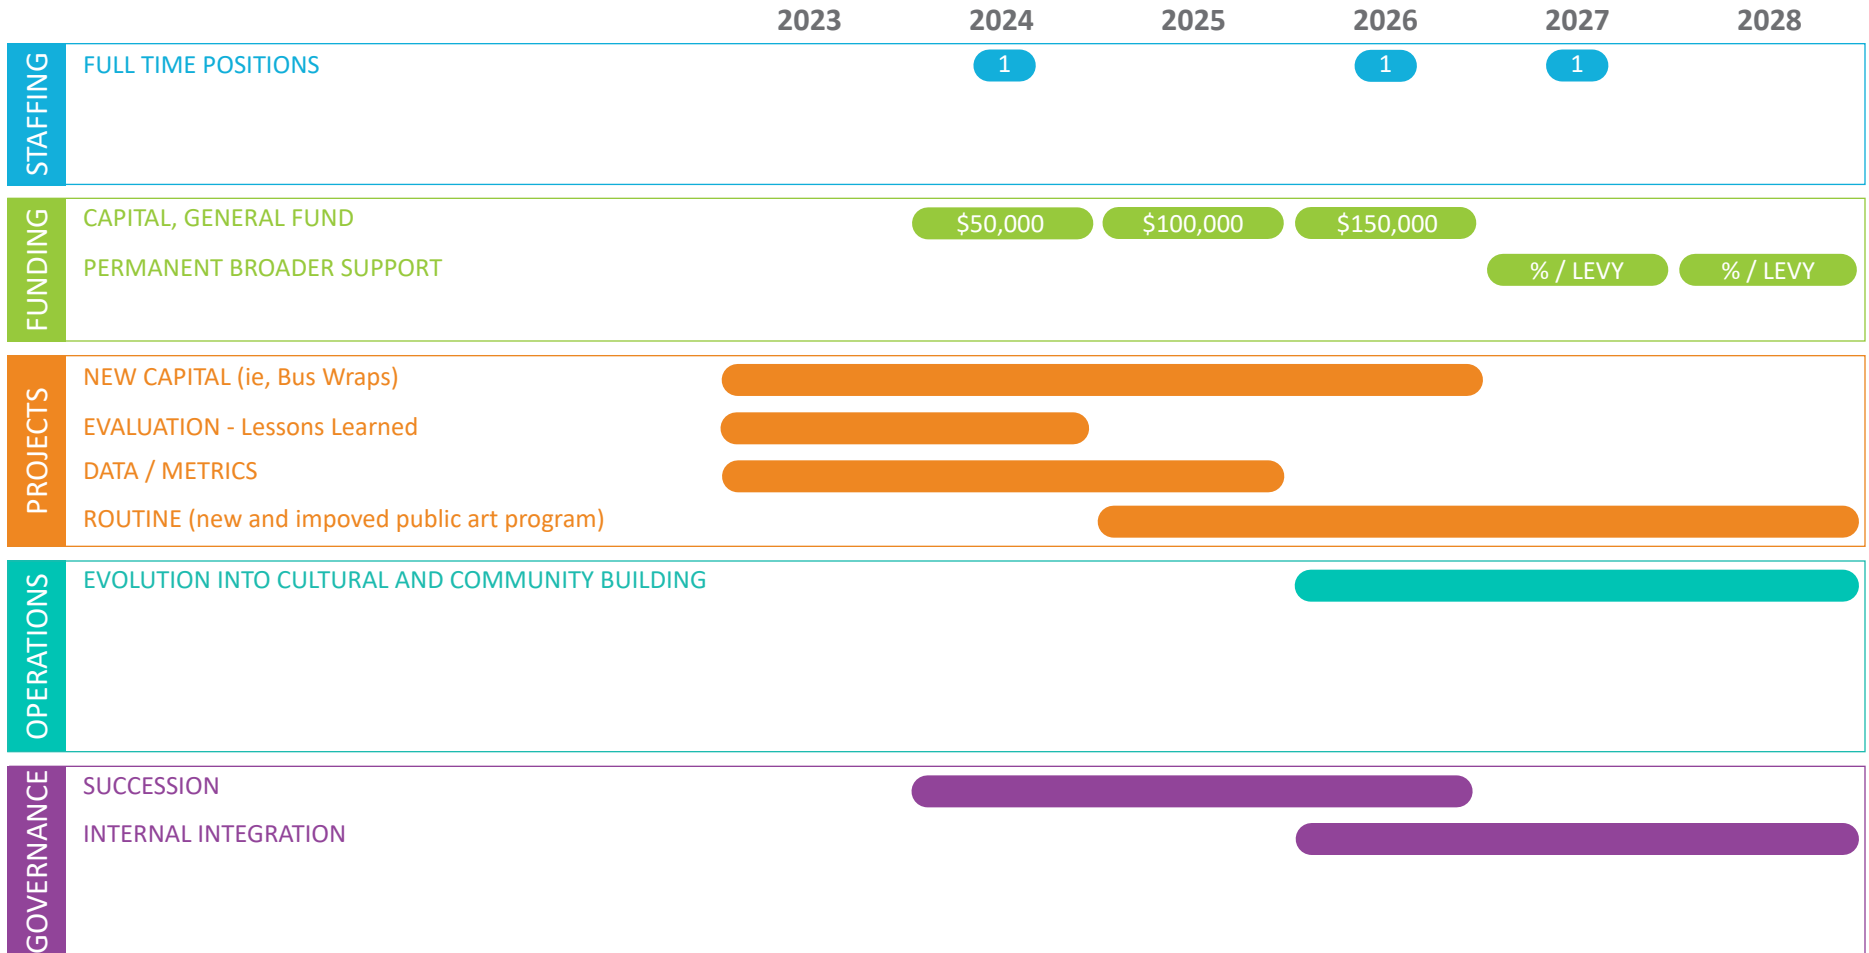 2023 2024 2025 2026 2027 2028
STAFFING
FULL TIME POSITIONS 1 1 1
FUNDING
CAPITAL, GENERAL FUND $50,000 $100,000 $150,000
PERMANENT BROADER SUPPORT % / LEVY % / LEVY
PROJECTS
NEW CAPITAL (ie, Bus Wraps)
EVALUATION - Lessons Learned
DATA / METRICS
ROUTINE (new and impoved public art program)
OPERATIONS
EVOLUTION INTO CULTURAL AND COMMUNITY BUILDING
GOVERNANCE
SUCCESSION
INTERNAL INTEGRATION